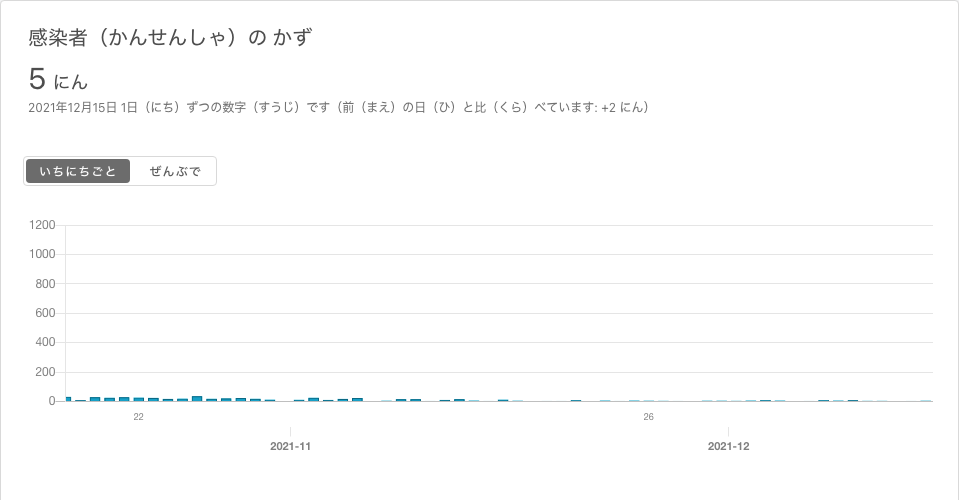 感染者（かんせんしゃ）の かず
5 にん
2021年12月15日 1日（にち）ずつの数字（すうじ）です（前（まえ）の日（ひ）と比（くら）べています: +2 にん）
いちにちごと ぜんぶで
1200
1000
800
600
400
200
0
22 26
2021-11 2021-12